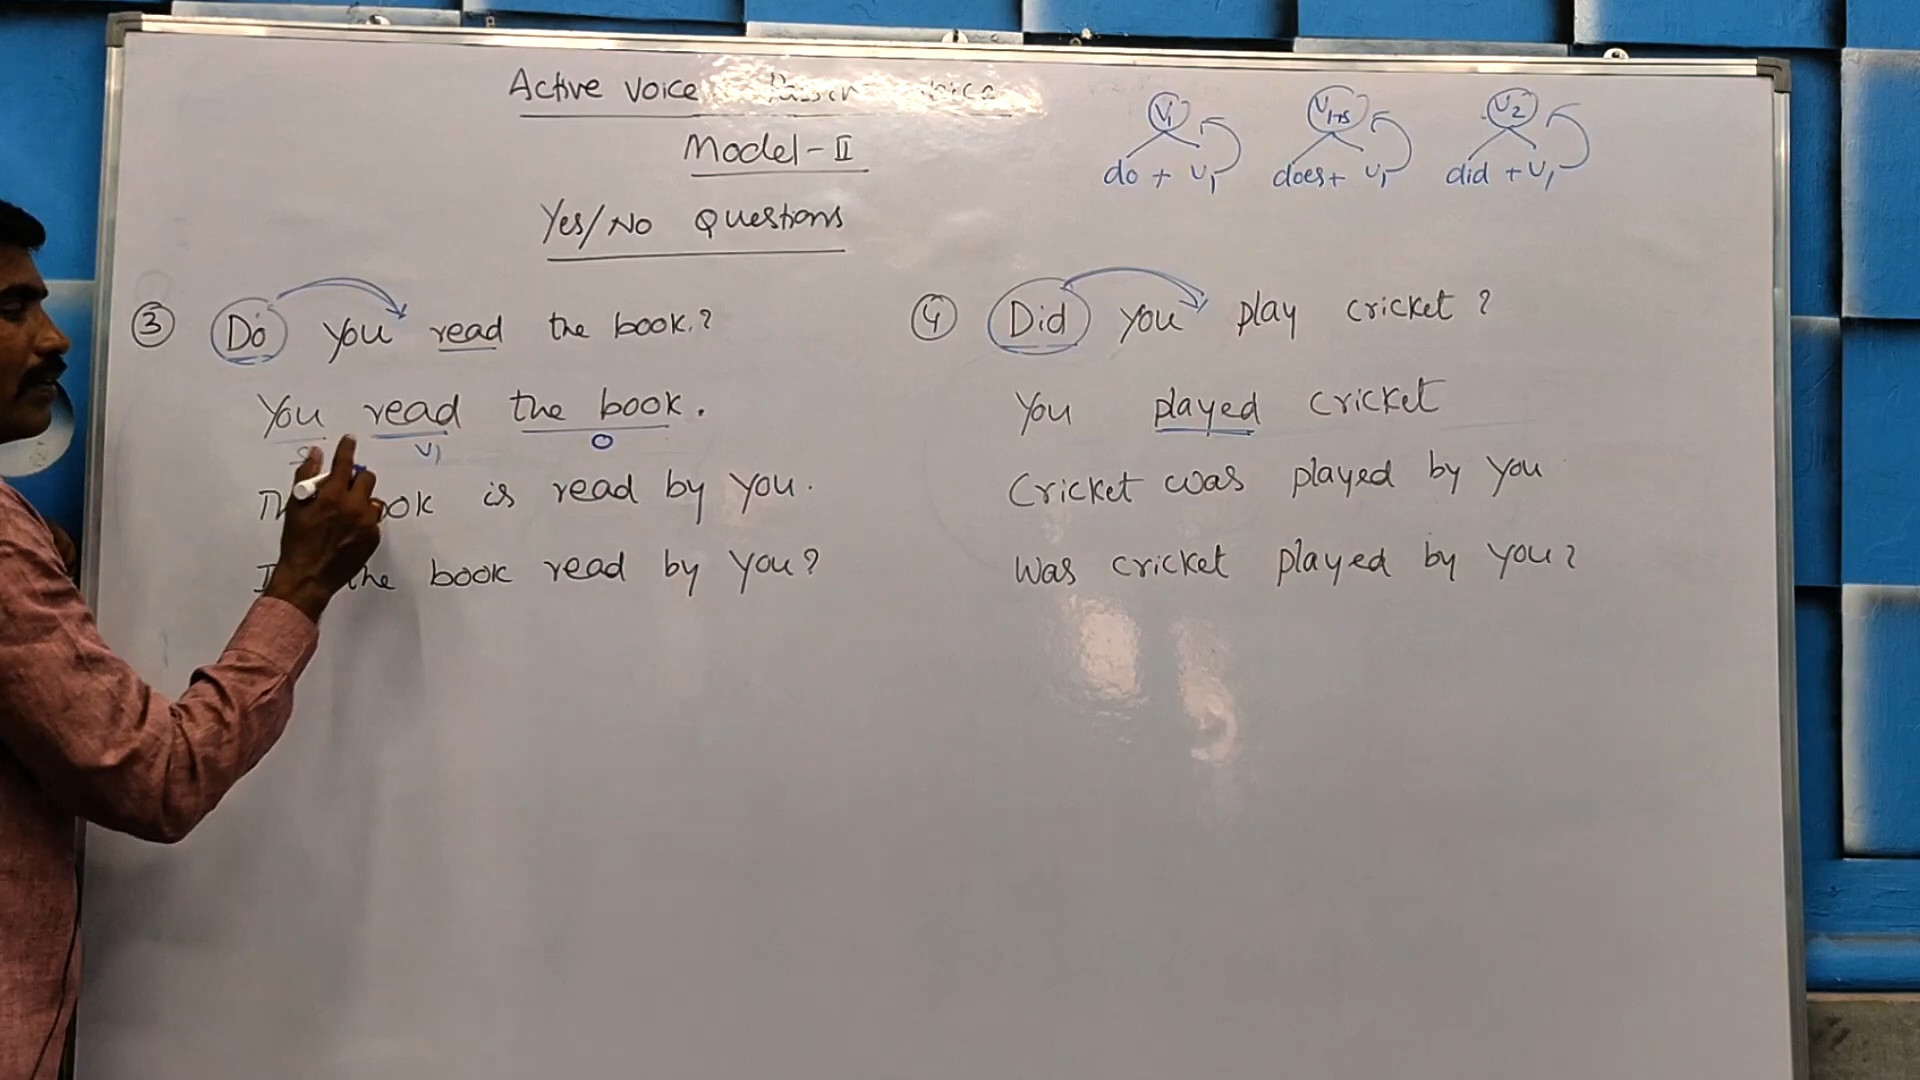 Active Voice Passive Voice
Model-II
Yes/No Questions
V1
do + V1
V1+s
does+ V1
V2
did +V1
③ Do you read the book.?
You read the book.
S V1 O
book is read by you.
the book read by you?
④ Did you play cricket?
You played cricket
Cricket was played by you
Was cricket played by you?